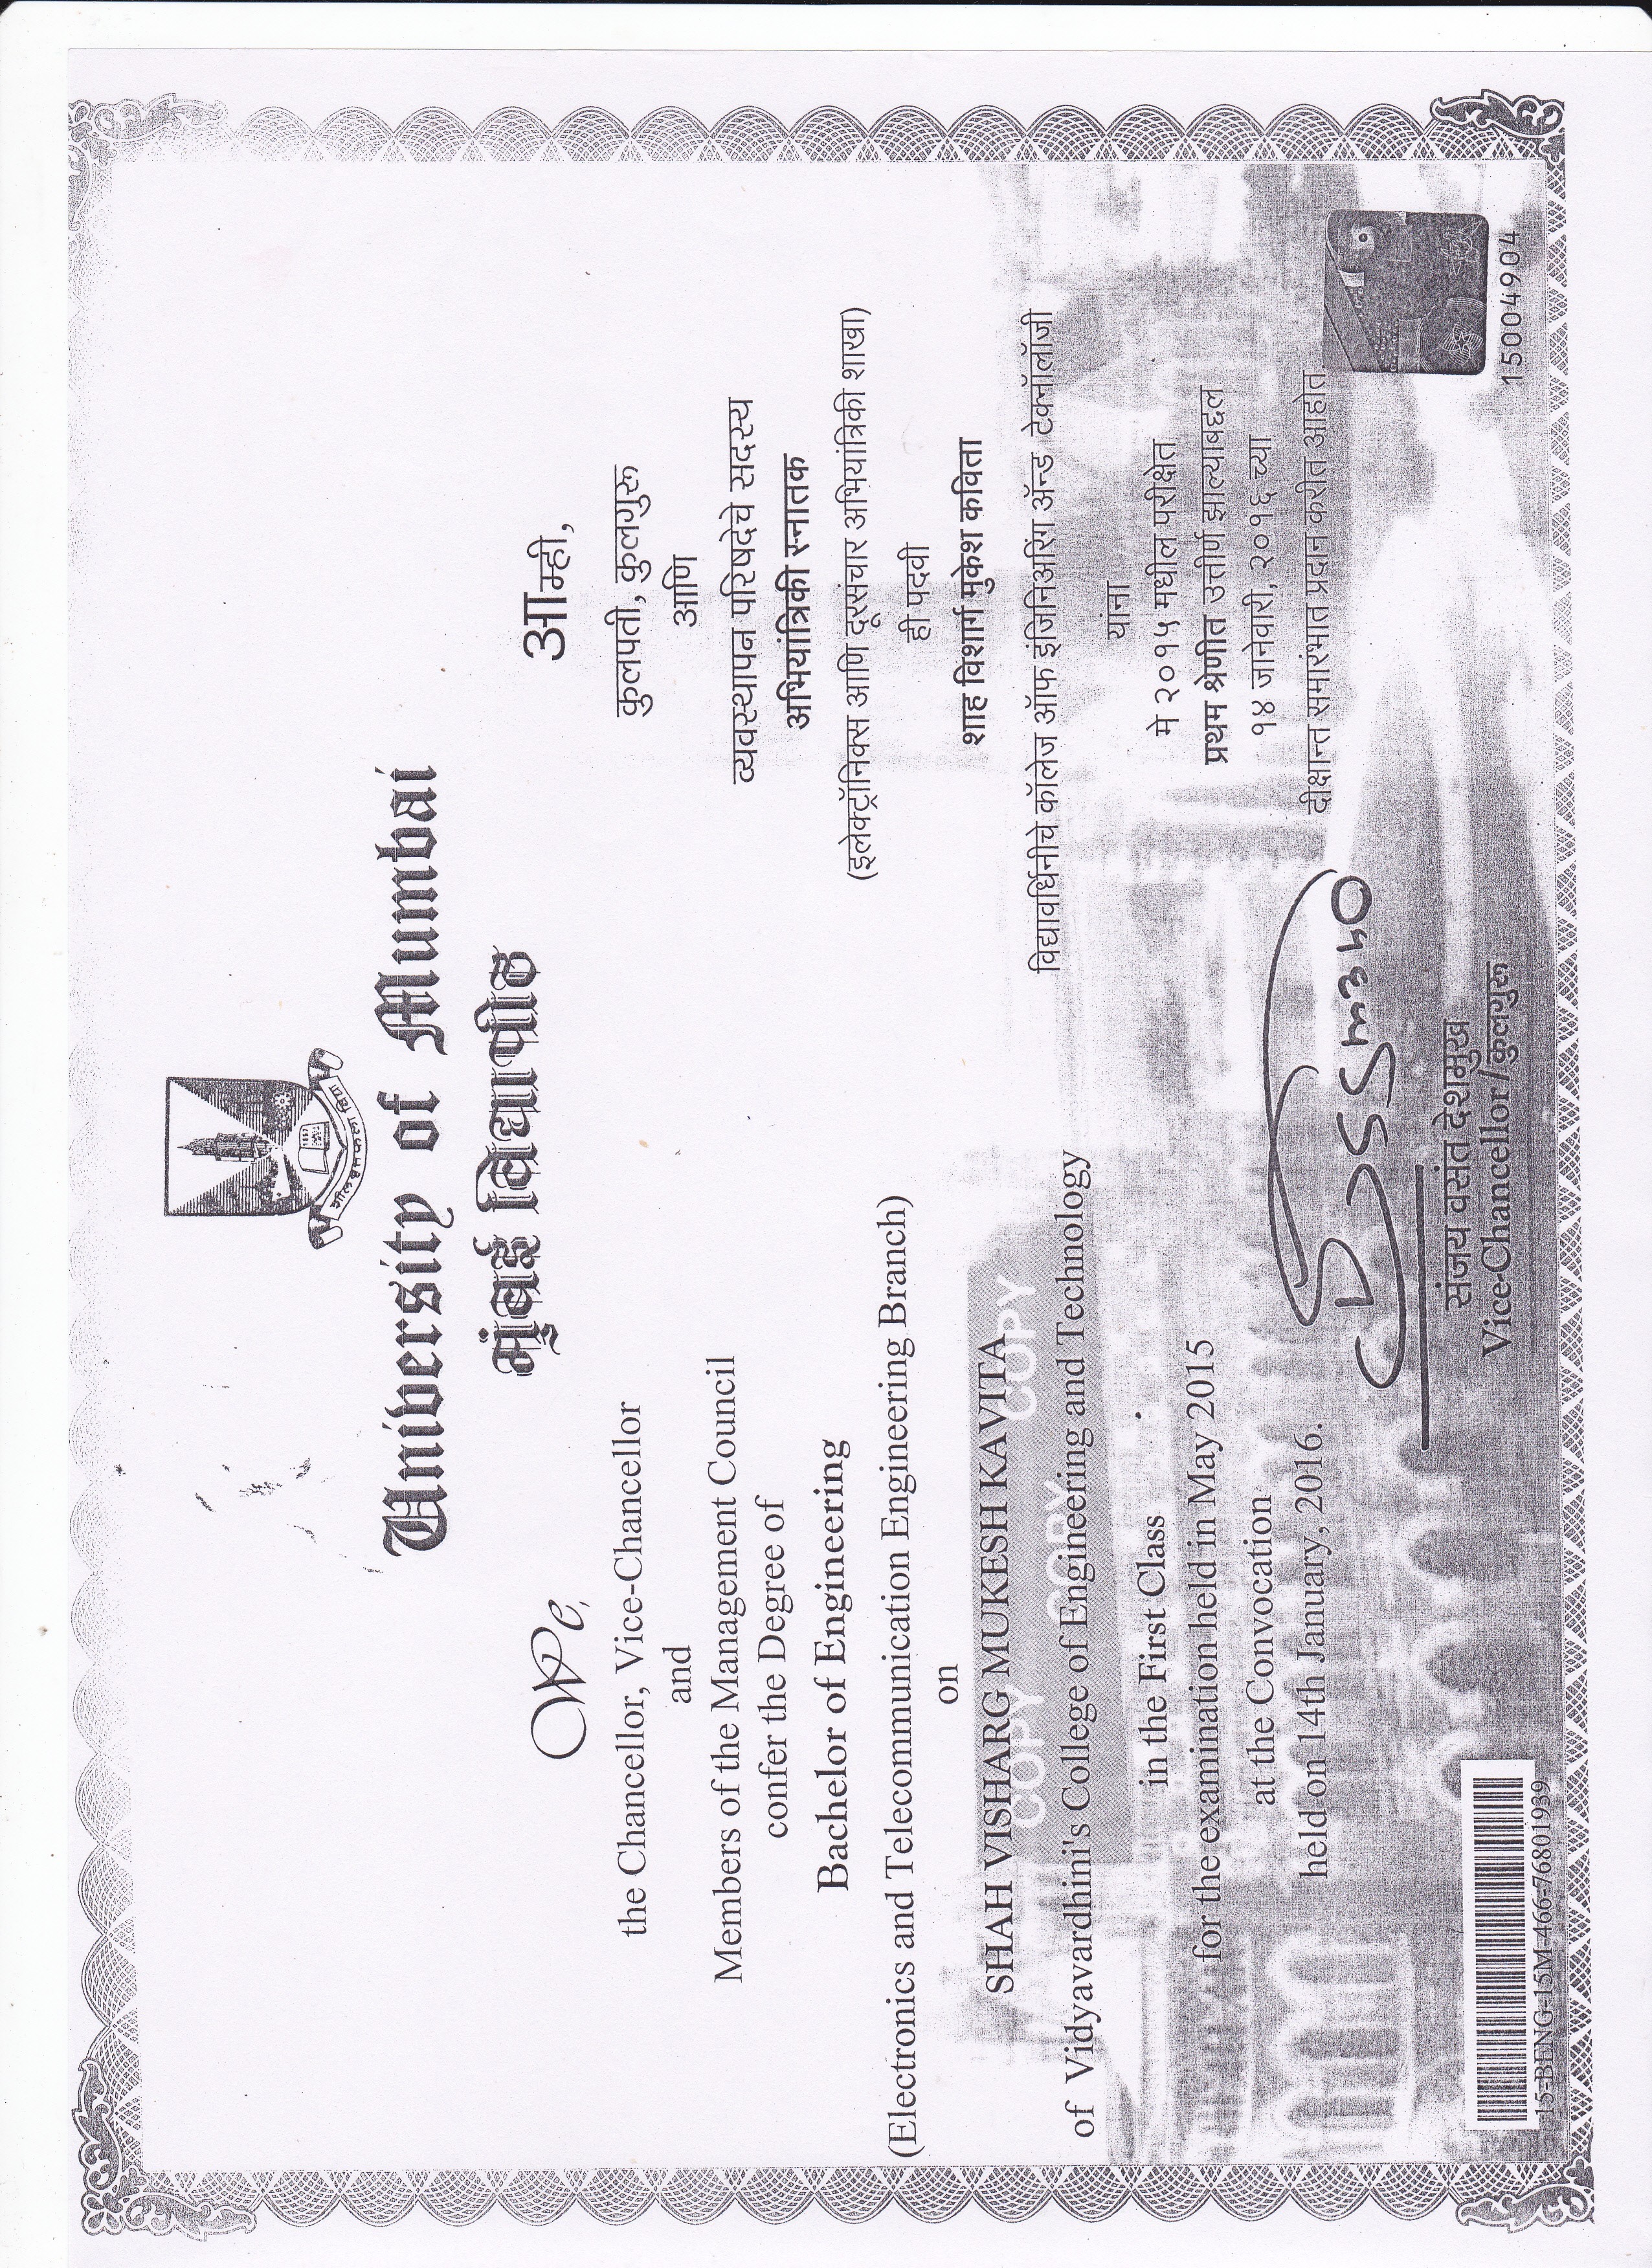 1857
शीलवृत्तफला विद्या
University of Mumbai
मुंबई विद्यापीठ
We,
the Chancellor, Vice-Chancellor
and
Members of the Management Council
confer the Degree of
Bachelor of Engineering
(Electronics and Telecommunication Engineering Branch)
on
SHAH VISHARG MUKESH KAVITA
COPY COPY
COPY
of Vidyavardhini's College of Engineering and Technology
in the First Class
for the examination held in May 2015
at the Convocation
held on 14th January, 2016.
आम्ही,
कुलपती, कुलगुरू
आणि
व्यवस्थापन परिषदेचे सदस्य
अभियांत्रिकी स्नातक
(इलेक्ट्रॉनिक्स आणि दूरसंचार अभियांत्रिकी शाखा)
ही पदवी
शाह विशार्ग मुकेश कविता
विद्यावर्धिनीचे कॉलेज ऑफ इंजिनिअरिंग ॲन्ड टेक्नॉलॉजी
यांना
मे २०१५ मधील परीक्षेत
प्रथम श्रेणीत उत्तीर्ण झाल्याबद्दल
१४ जानेवारी, २०१६ च्या
दीक्षान्त समारंभात प्रदान करीत आहोत.
संजय वसंत देशमुख
Vice-Chancellor / कुलगुरू
15-BENG-15M-466-76801939
15004904